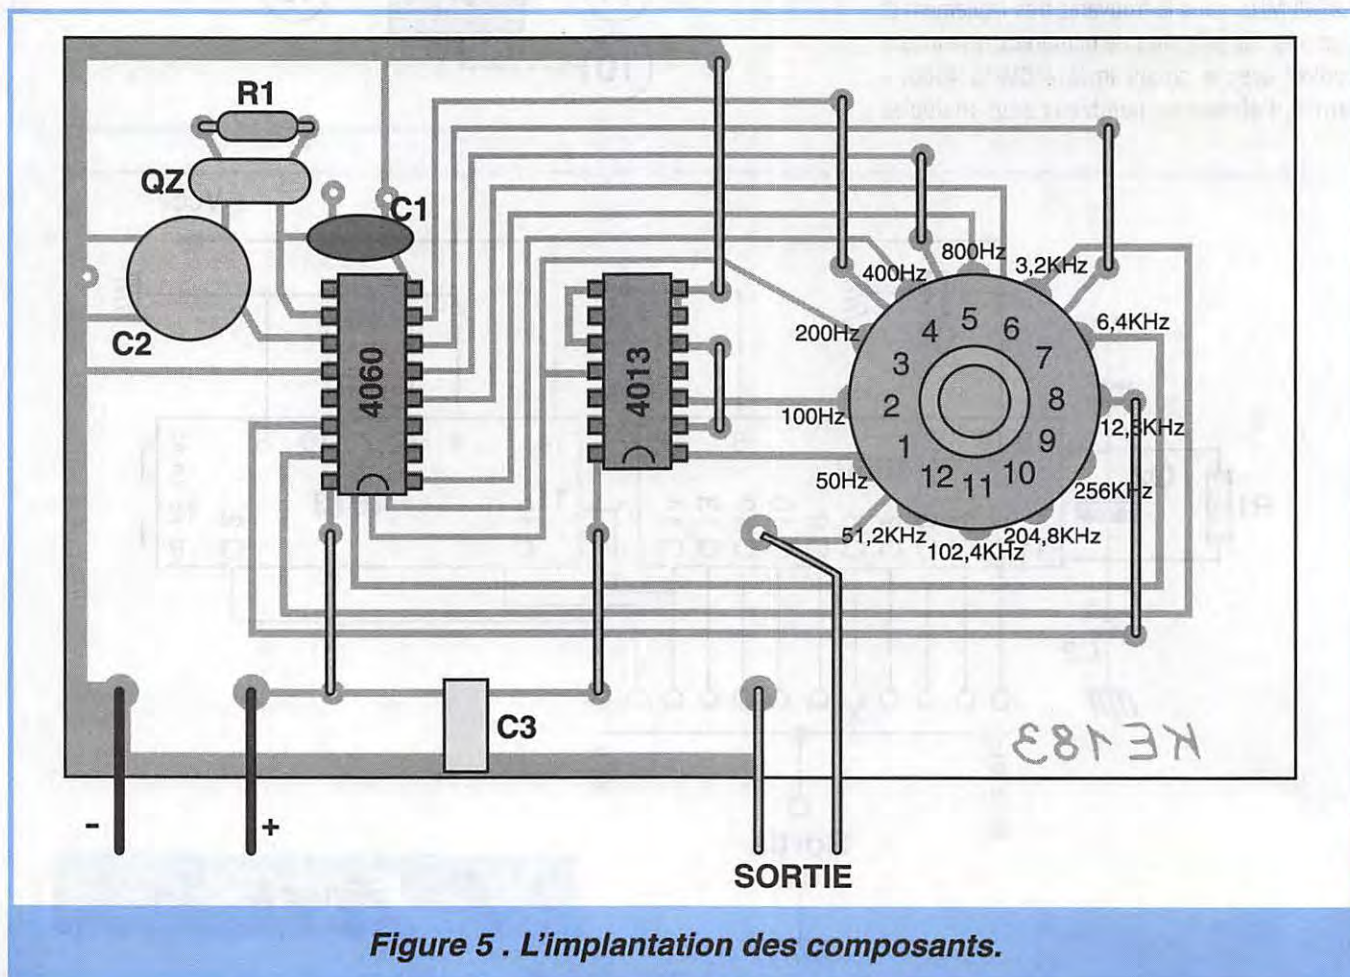 R1
QZ
C1
C2
4060
4013
800Hz
400Hz
3,2KHz
200Hz
6,4KHz
100Hz
12,8KHz
50Hz
256KHz
51,2KHz
204,8KHz
102,4KHz
1
2
3
4
5
6
7
8
9
10
11
12
C3
KE183
-
+
SORTIE
Figure 5 . L'implantation des composants.